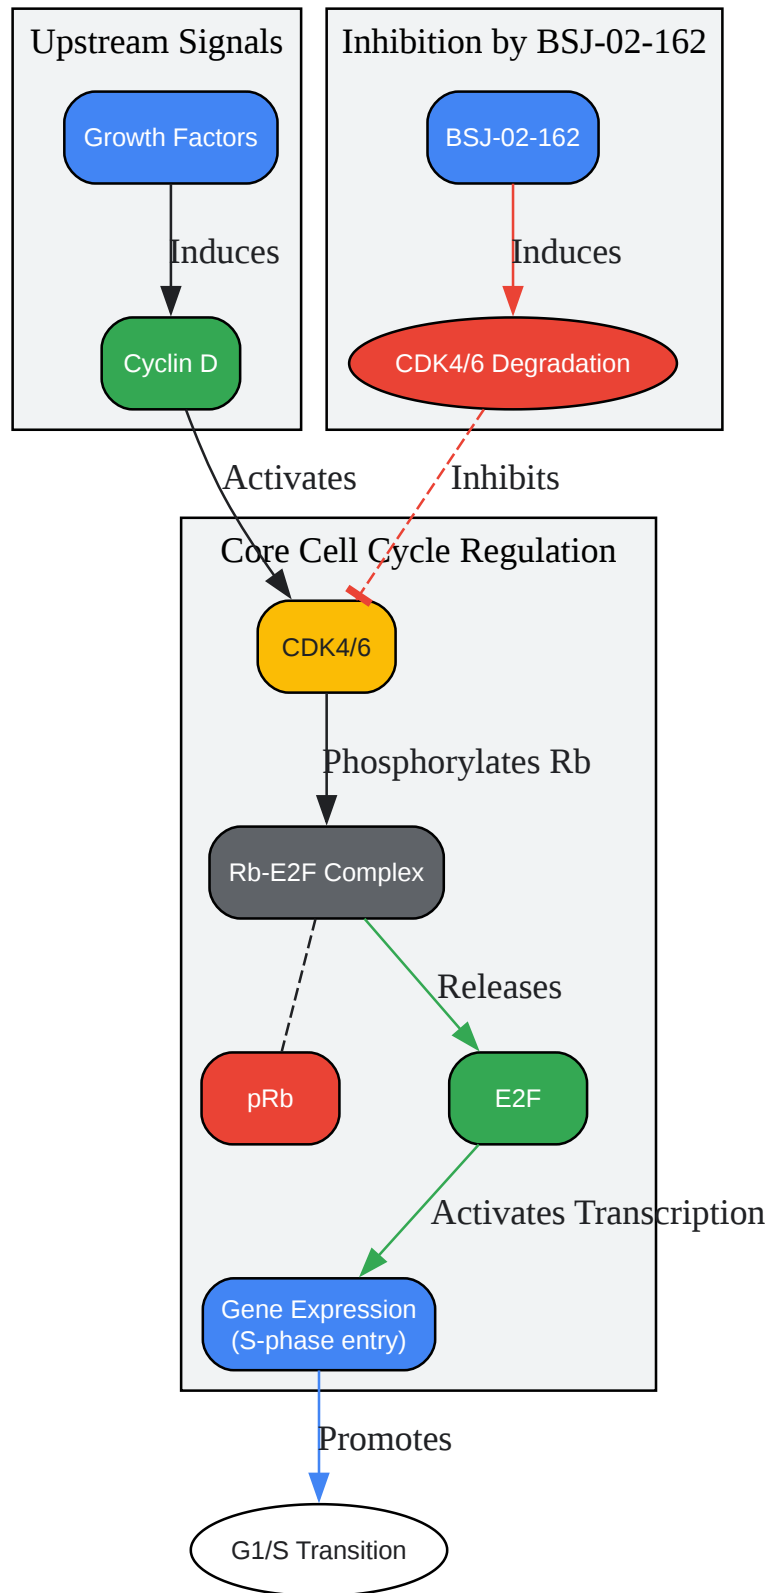 Upstream Signals
Inhibition by BSJ-02-162
Growth Factors
BSJ-02-162
Induces
Induces
Cyclin D
CDK4/6 Degradation
Activates
Inhibits
Core Cell Cycle Regulation
CDK4/6
Phosphorylates Rb
Rb-E2F Complex
Releases
pRb
E2F
Activates Transcription
Gene Expression
(S-phase entry)
Promotes
G1/S Transition